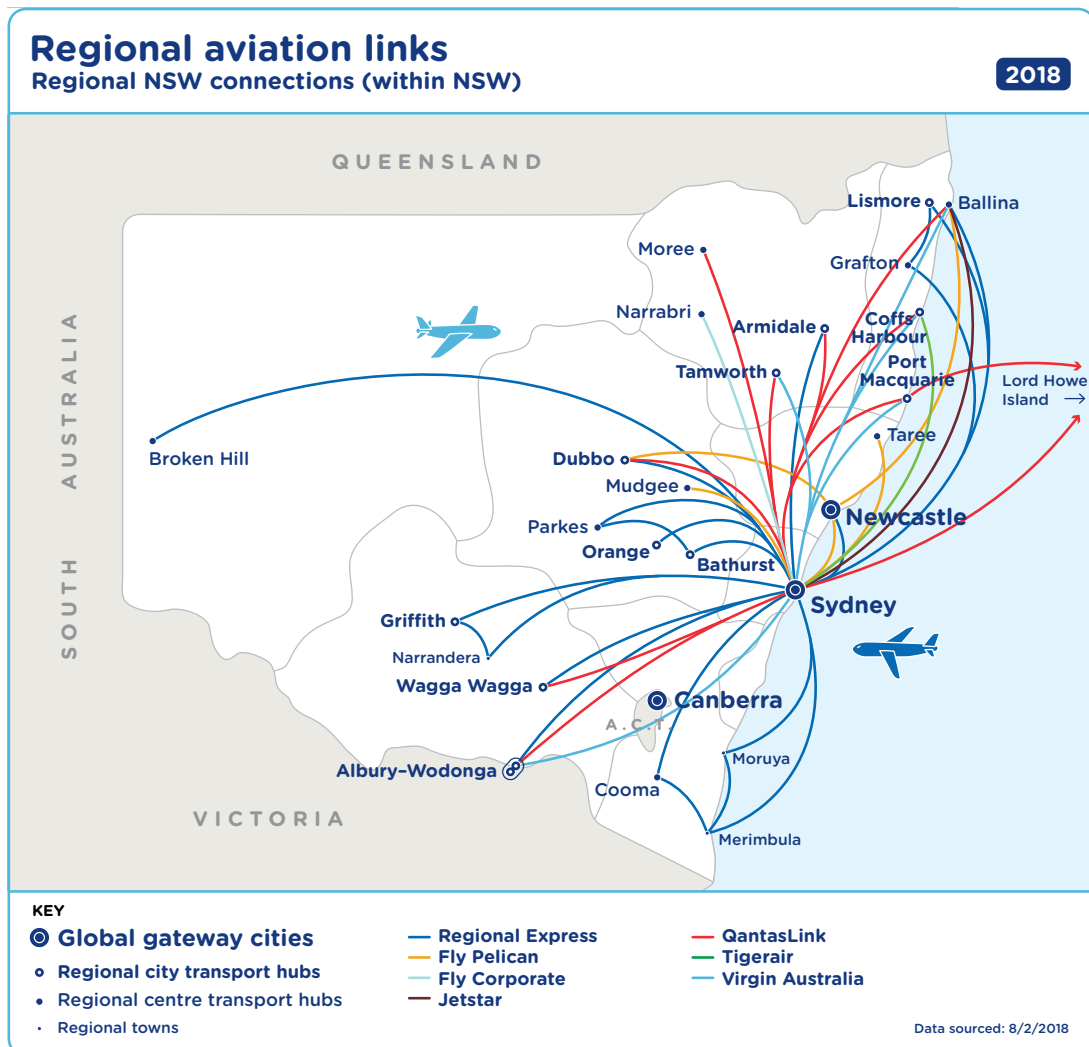 Regional aviation links
Regional NSW connections (within NSW)
2018
QUEENSLAND
Lismore
Ballina
Moree
Grafton
Narrabri
Armidale
Coffs
Harbour
Port
Macquarie
Tamworth
Lord Howe
Island →
Taree
SOUTH AUSTRALIA
Broken Hill
Dubbo
Mudgee
Newcastle
Parkes
Orange
Bathurst
Sydney
Griffith
Narrandera
Wagga Wagga
Canberra
A.C.T.
Albury–Wodonga
Moruya
Cooma
VICTORIA
Merimbula
KEY
Global gateway cities
Regional city transport hubs
Regional centre transport hubs
Regional towns
Regional Express
Fly Pelican
Fly Corporate
Jetstar
QantasLink
Tigerair
Virgin Australia
Data sourced: 8/2/2018